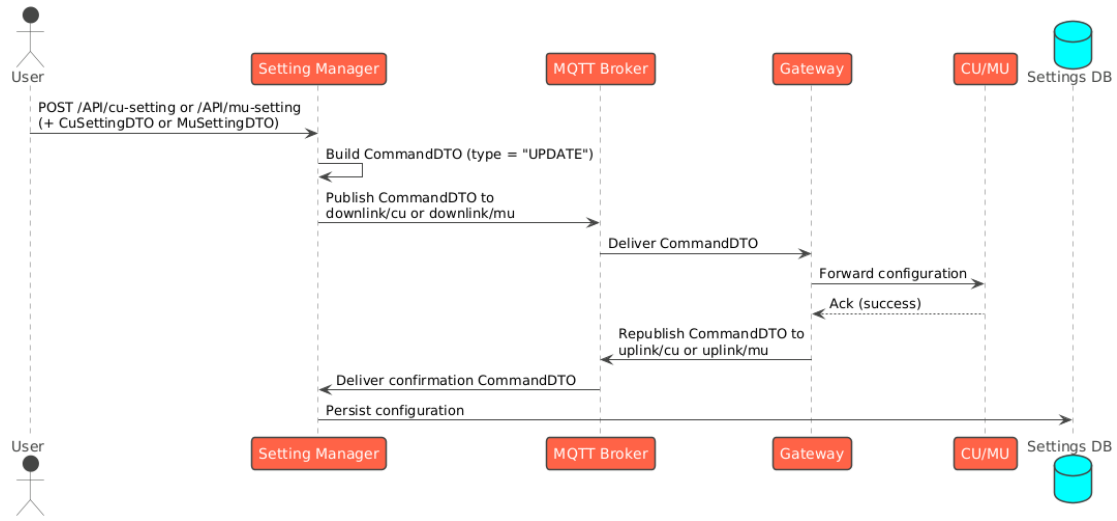 User
Setting Manager
MQTT Broker
Gateway
CU/MU
Settings DB
POST /API/cu-setting or /API/mu-setting
(+ CuSettingDTO or MuSettingDTO)
Build CommandDTO (type = "UPDATE")
Publish CommandDTO to
downlink/cu or downlink/mu
Deliver CommandDTO
Forward configuration
Ack (success)
Republish CommandDTO to
uplink/cu or uplink/mu
Deliver confirmation CommandDTO
Persist configuration
User
Setting Manager
MQTT Broker
Gateway
CU/MU
Settings DB